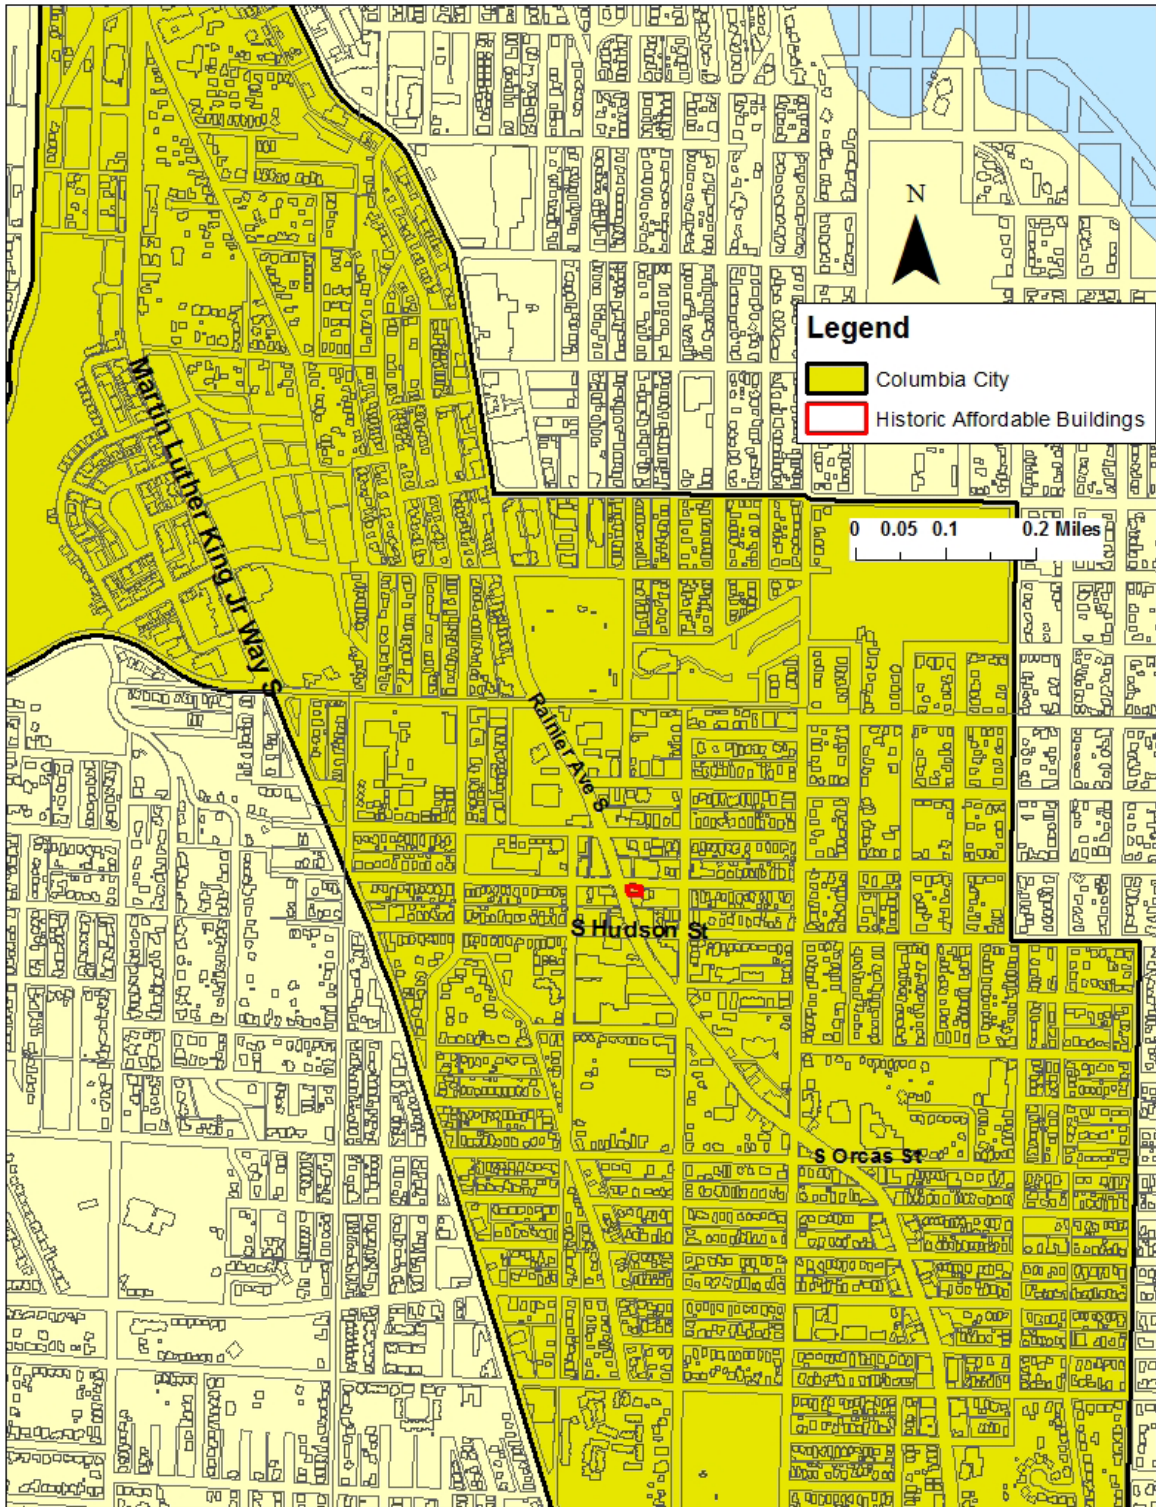 N
Legend
Columbia City
Historic Affordable Buildings
0 0.05 0.1 0.2 Miles
Martin Luther King Jr Way S
Rainier Ave S
S Hudson St
S Orcas St